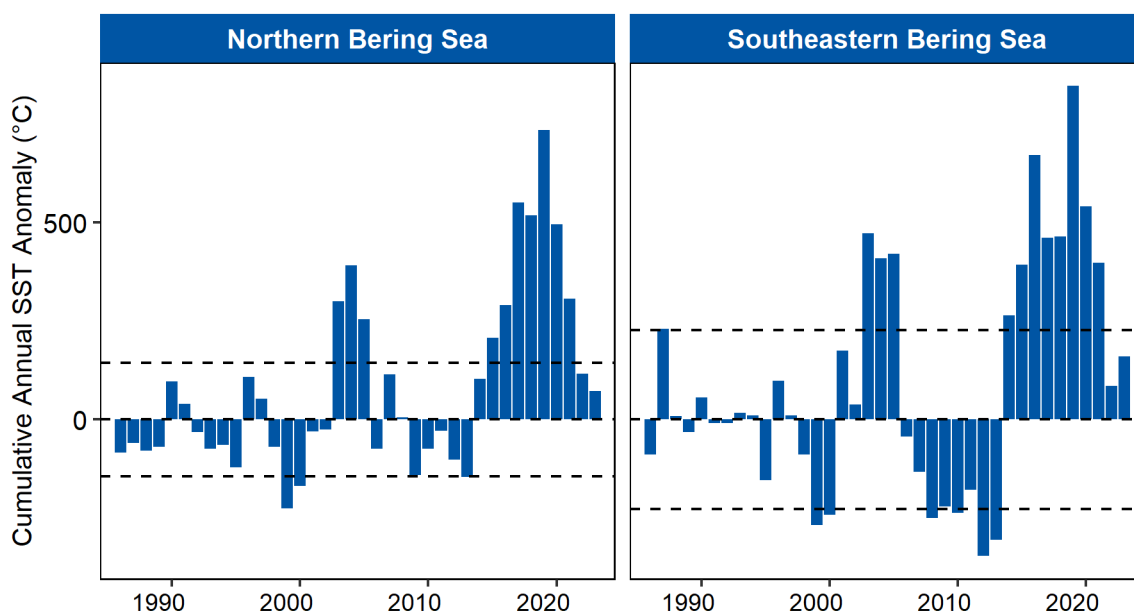 Northern Bering Sea
Southeastern Bering Sea
Cumulative Annual SST Anomaly (°C)
500
0
1990 2000 2010 2020
1990 2000 2010 2020